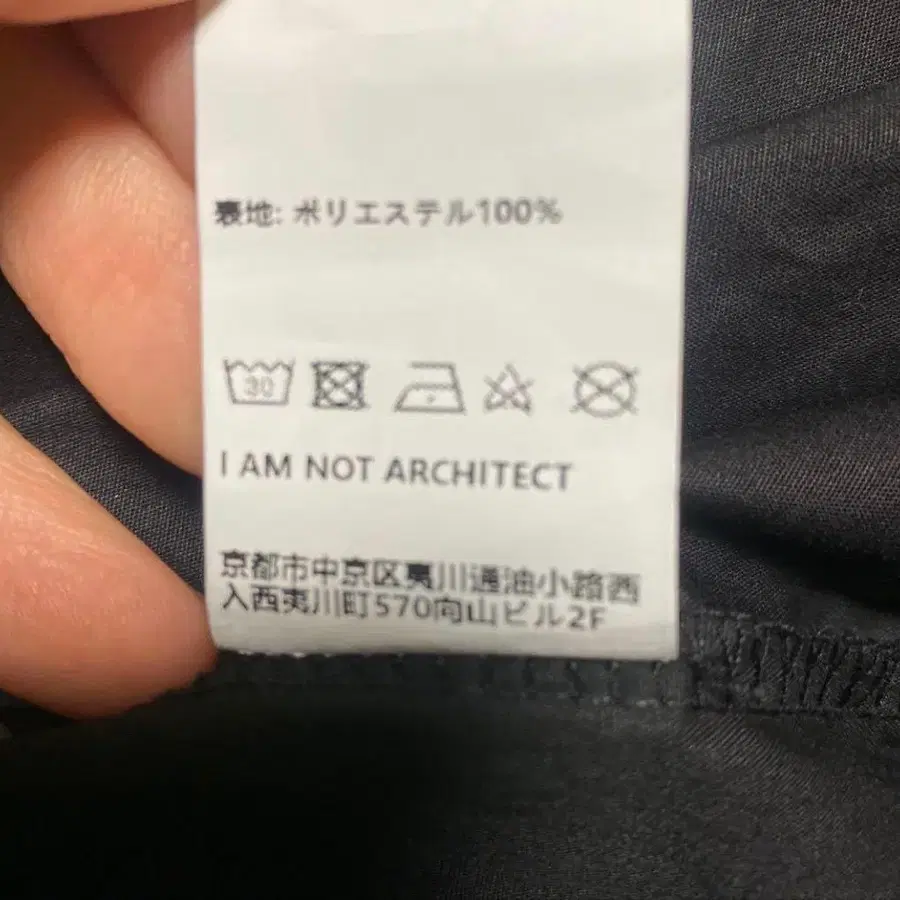 表地: ポリエステル100%
30
I AM NOT ARCHITECT
京都市中京区夷川通油小路西
入西夷川町570向山ビル2F